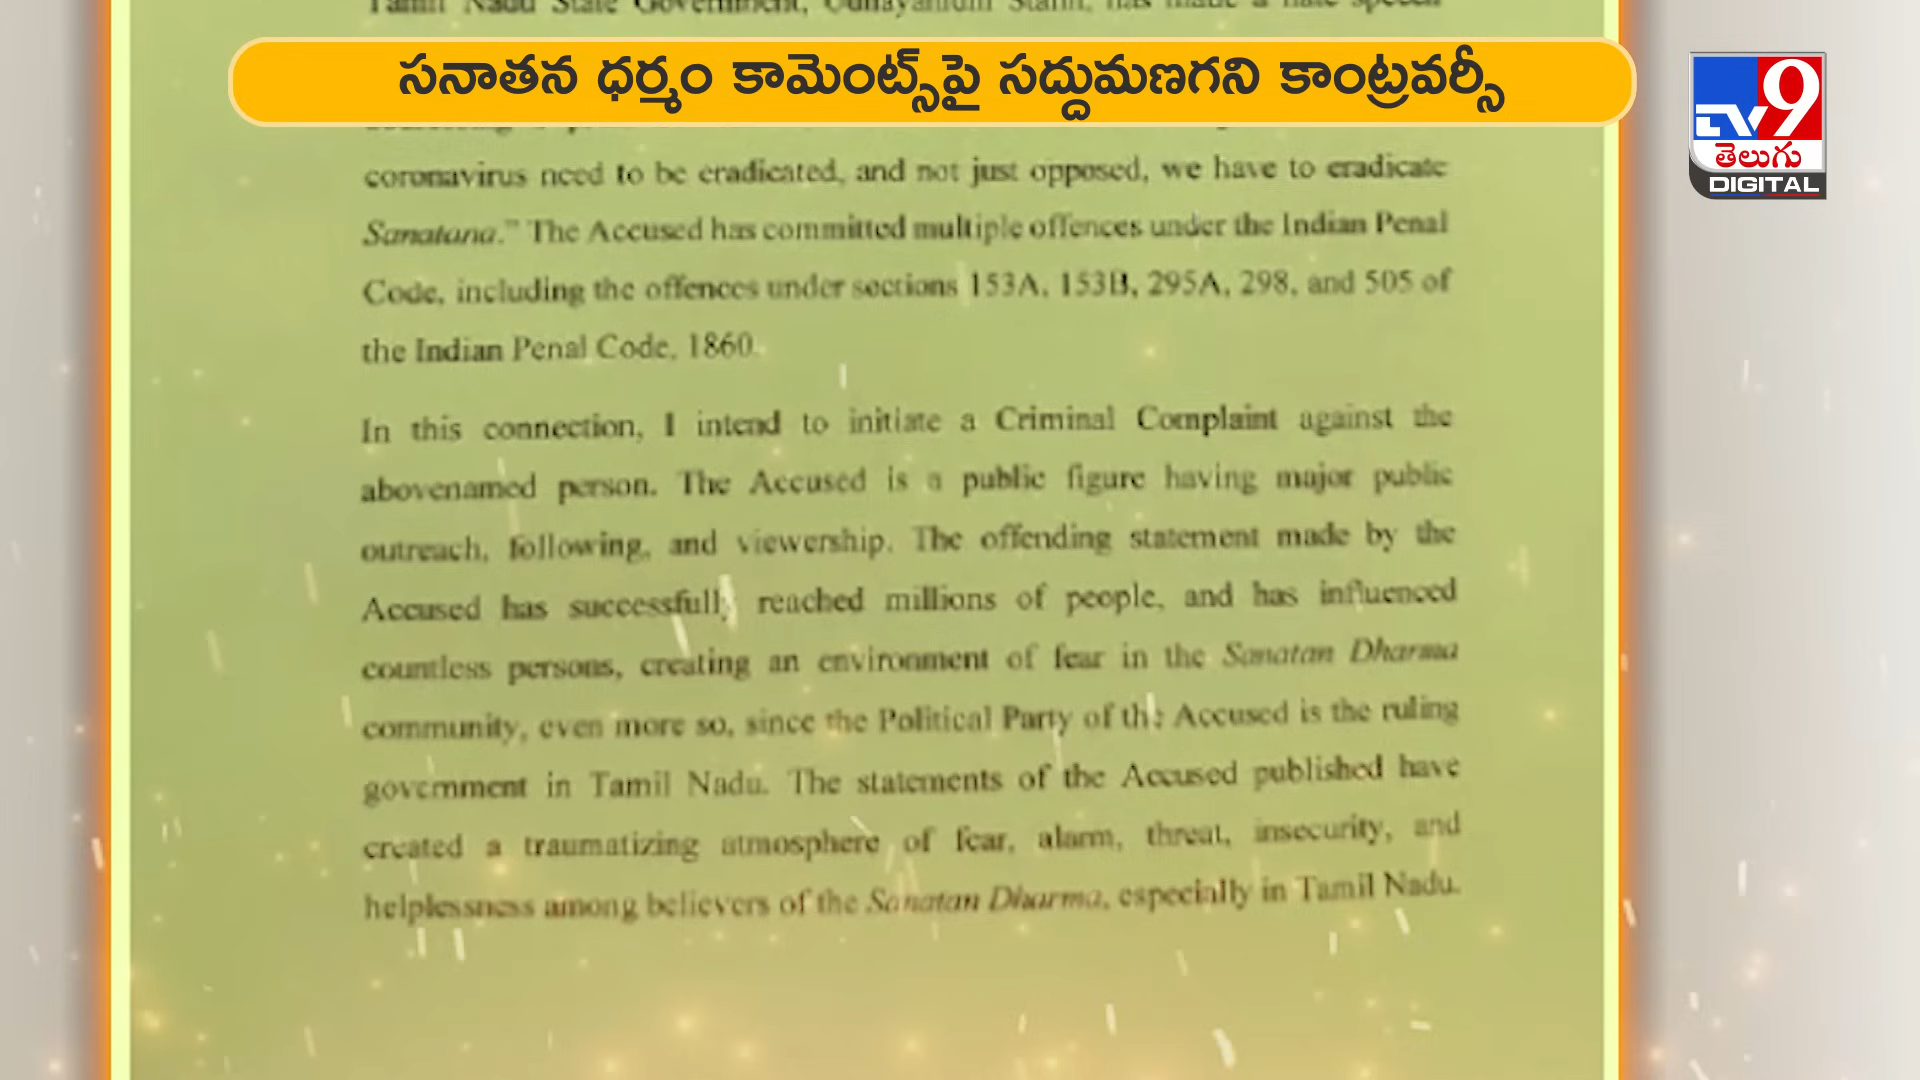 Tamil Nadu State Government,
సనాతన ధర్మం కామెంట్స్‌పై సద్దుమణగని కాంట్రవర్సీ
TV9
తెలుగు
DIGITAL
coronavirus need to be eradicated, and not just opposed, we have to eradicate
Sanatana." The Accused has committed multiple offences under the Indian Penal
Code, including the offences under sections 153A, 153B, 295A, 298, and 505 of
the Indian Penal Code, 1860.
In this connection, I intend to initiate a Criminal Complaint against the
abovenamed person. The Accused is a public figure having major public
outreach, following, and viewership. The offending statement made by the
Accused has successfully reached millions of people, and has influenced
countless persons, creating an environment of fear in the Sanatan Dharma
community, even more so, since the Political Party of the Accused is the ruling
government in Tamil Nadu. The statements of the Accused published have
created a traumatizing atmosphere of fear, alarm, threat, insecurity, and
helplessness among believers of the Sanatan Dharma, especially in Tamil Nadu.